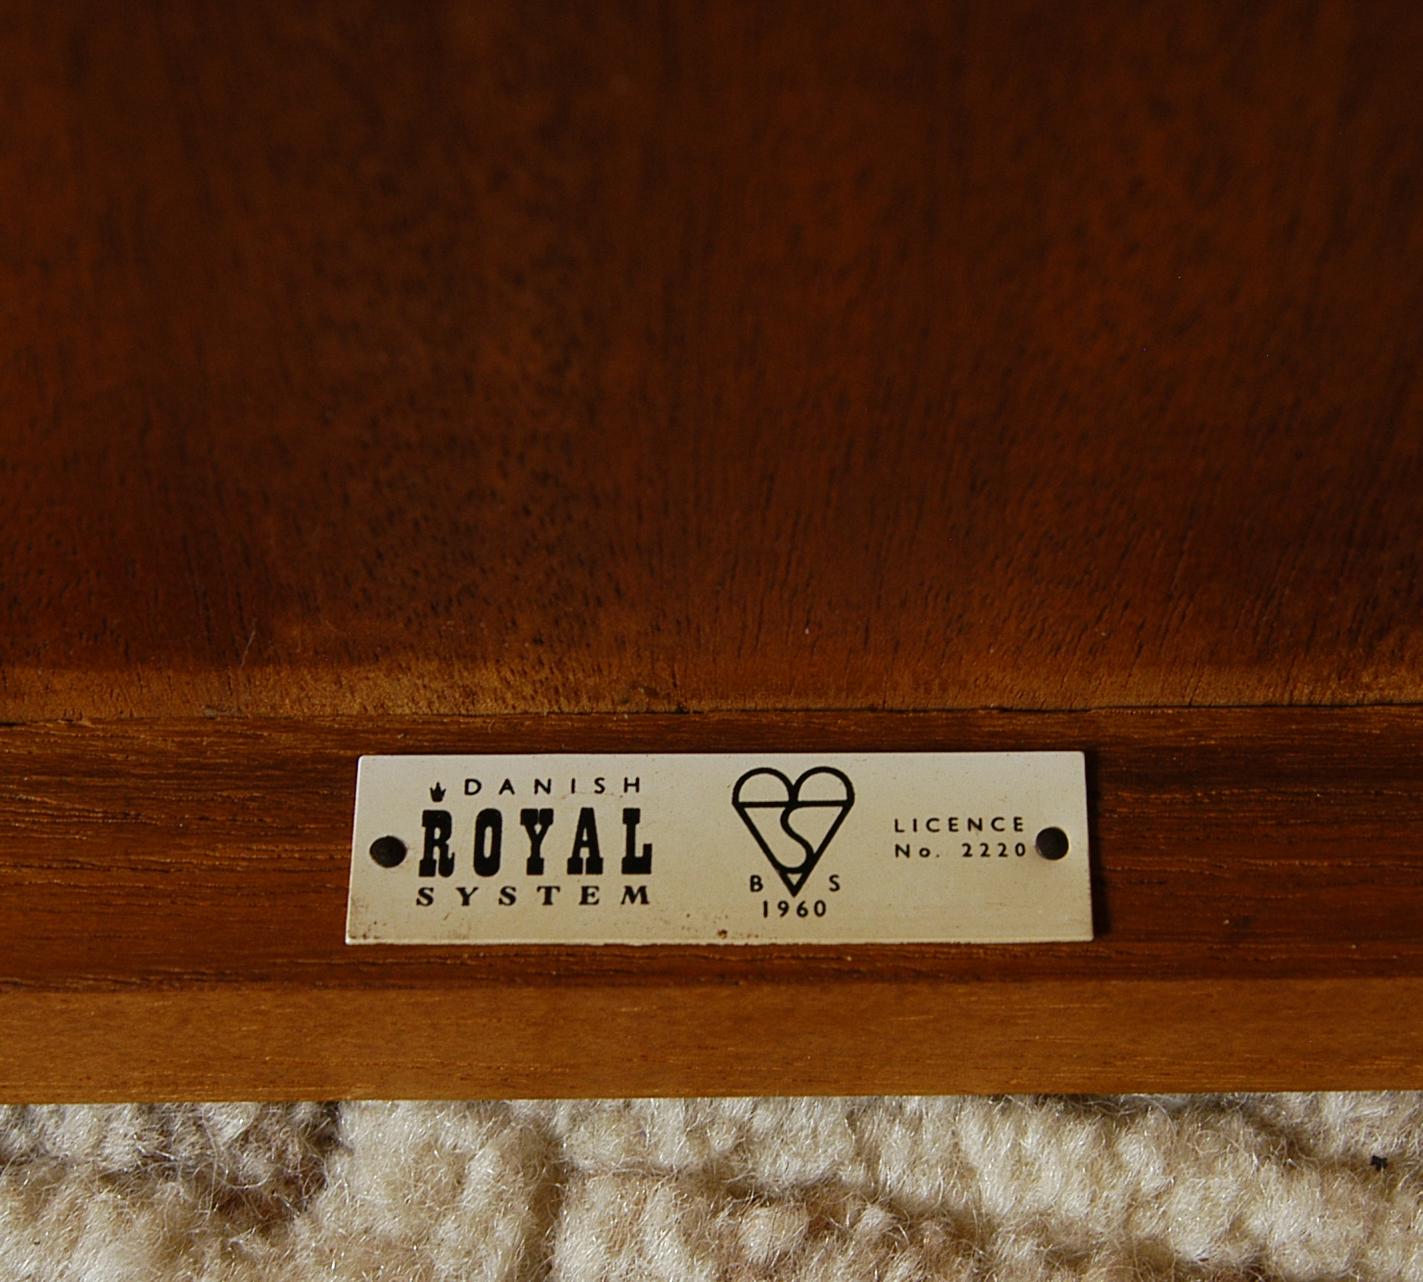 DANISH
ROYAL
SYSTEM
B S
1960
LICENCE
No. 2220